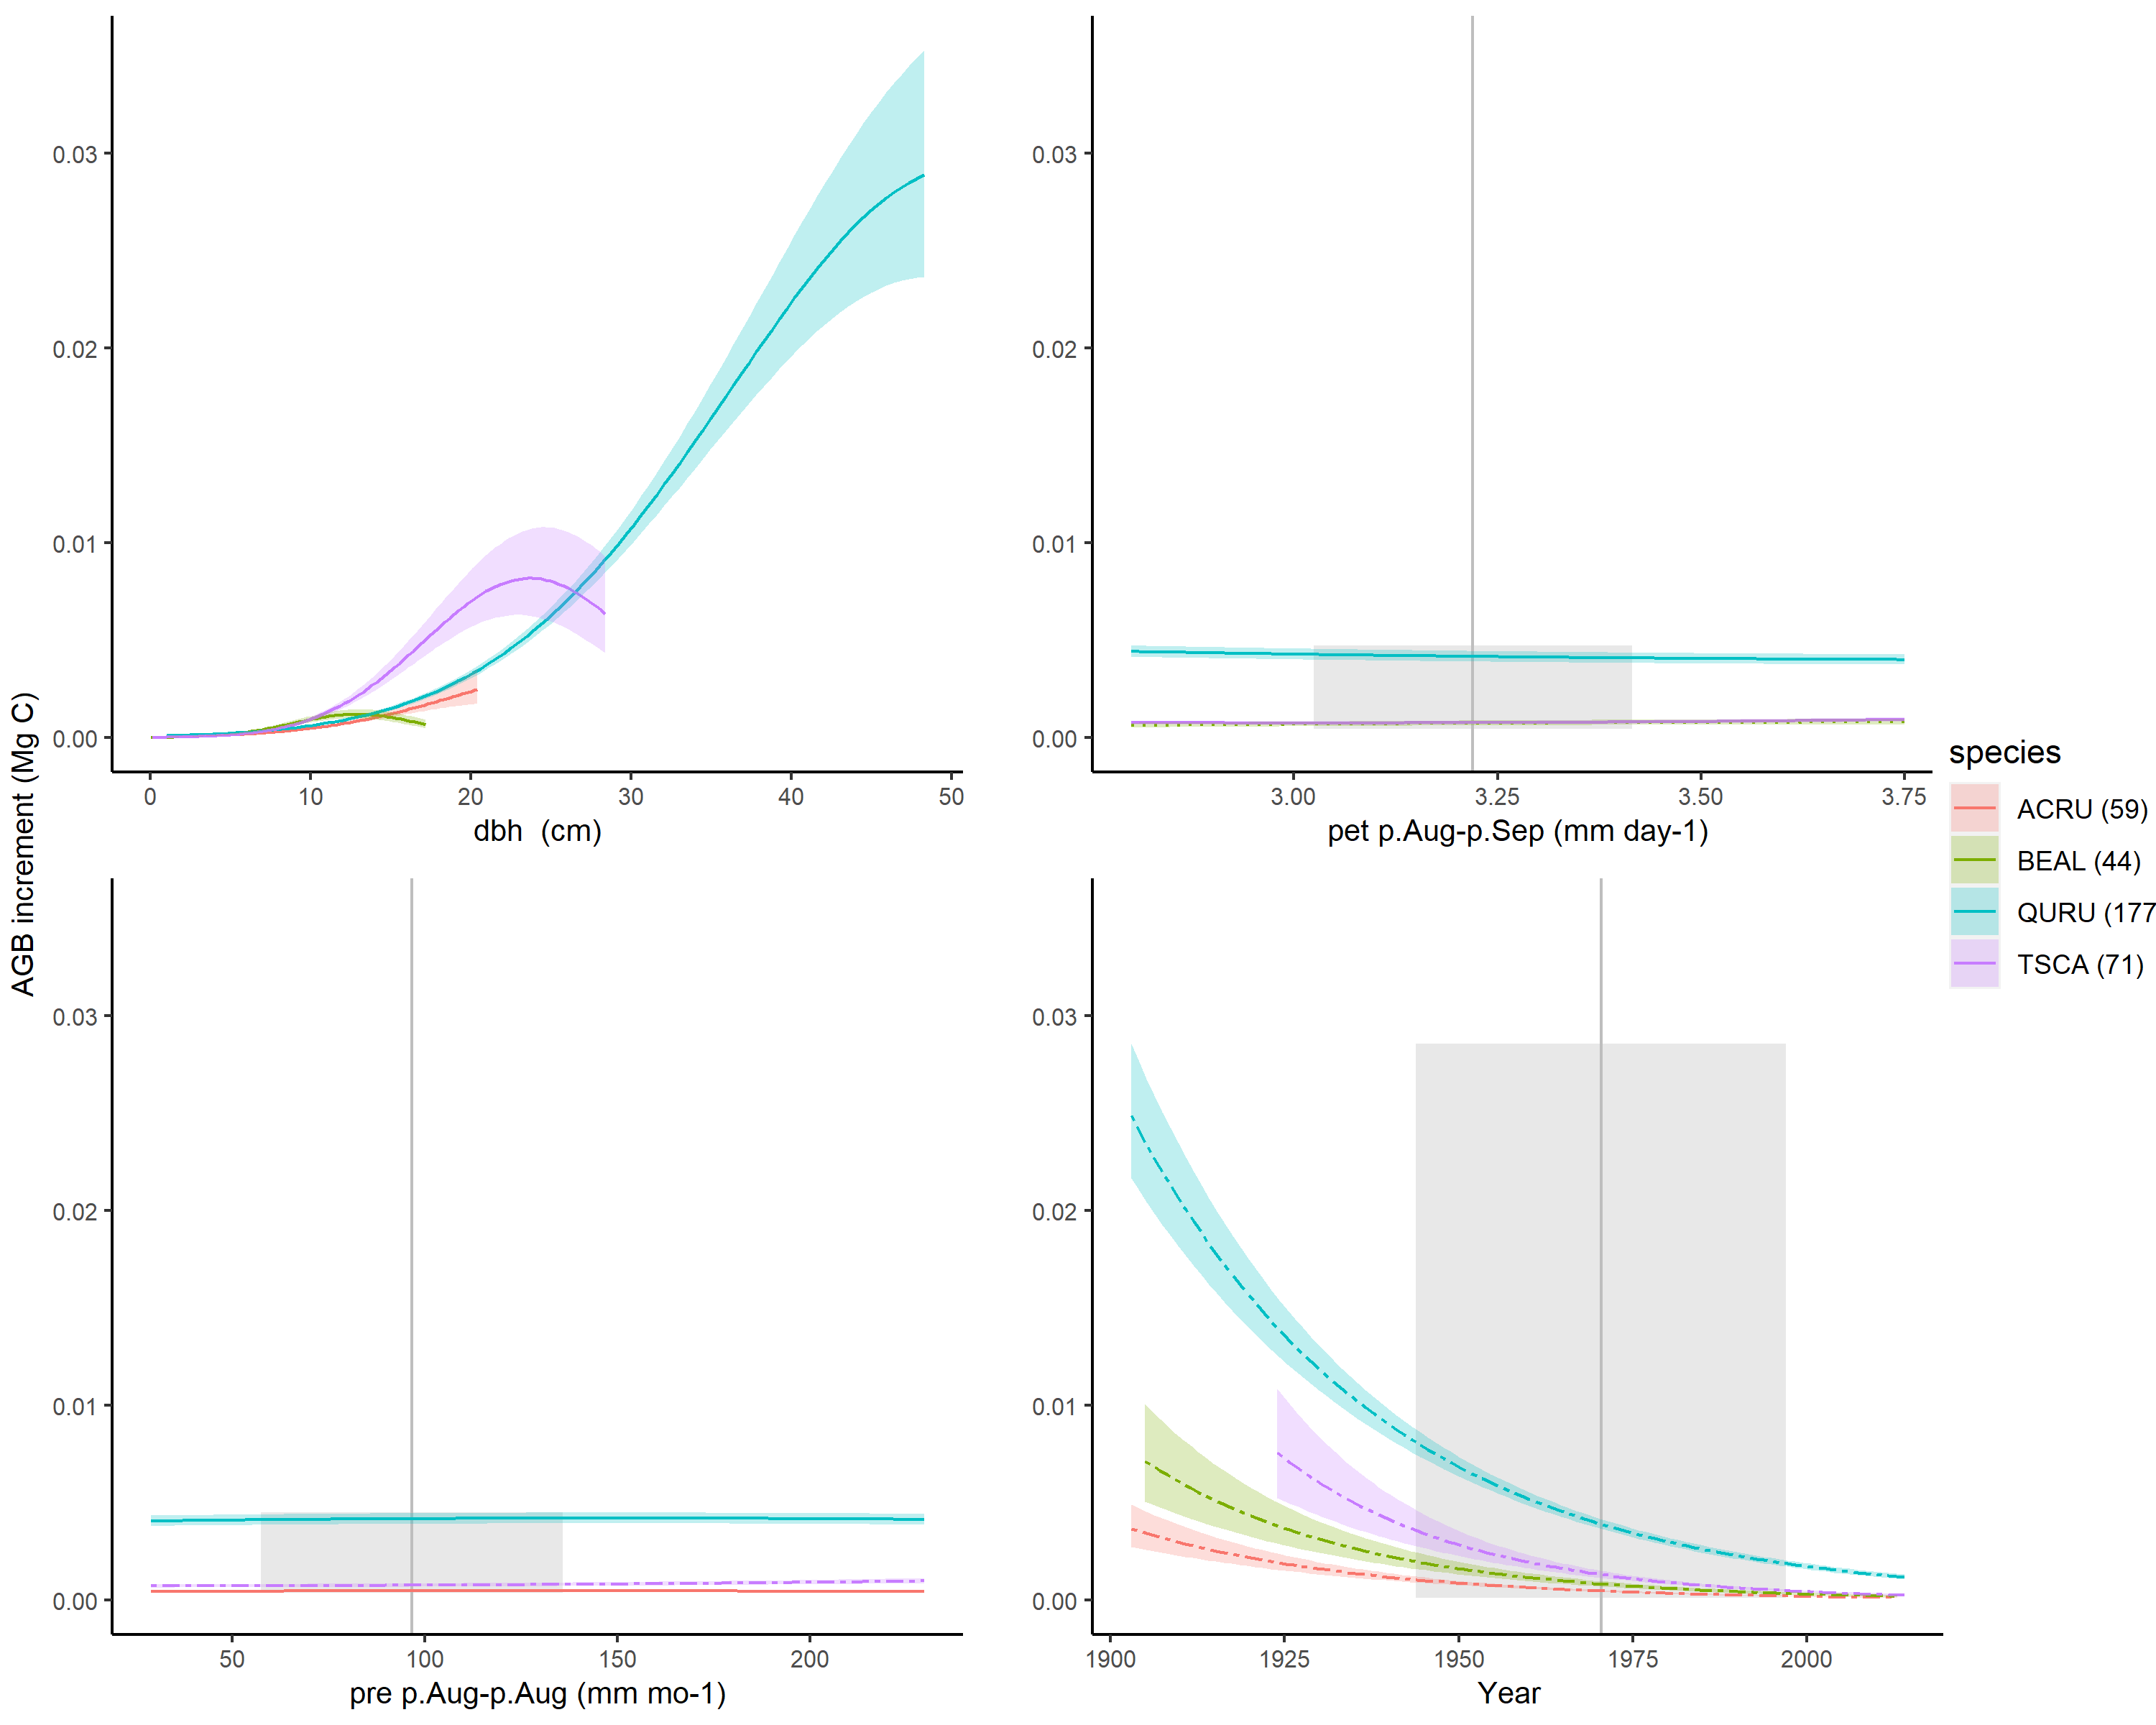 AGB increment (Mg C)
0.03
0.02
0.01
0.00
0 10 20 30 40 50
dbh  (cm)
0.03
0.02
0.01
0.00
3.00 3.25 3.50 3.75
pet p.Aug-p.Sep (mm day-1)
0.03
0.02
0.01
0.00
50 100 150 200
pre p.Aug-p.Aug (mm mo-1)
0.03
0.02
0.01
0.00
1900 1925 1950 1975 2000
Year
species
ACRU (59)
BEAL (44)
QURU (177
TSCA (71)